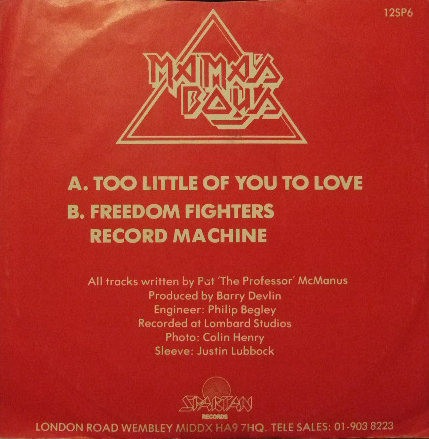 12SP6
MAMA'S
BOYS
A. TOO LITTLE OF YOU TO LOVE
B. FREEDOM FIGHTERS
RECORD MACHINE
All tracks written by Pat 'The Professor' McManus
Produced by Barry Devlin
Engineer: Philip Begley
Recorded at Lombard Studios
Photo: Colin Henry
Sleeve: Justin Lubbock
SPARTAN
RECORDS
LONDON ROAD WEMBLEY MIDDX HA9 7HQ. TELE SALES: 01-903 8223